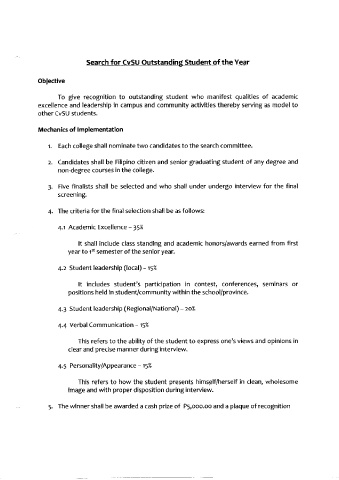 Search for CvSU Outstanding Student of the Year
Objective
To give recognition to outstanding student who manifest qualities of academic
excellence and leadership in campus and community activities thereby serving as model to
other CvSU students.
Mechanics of Implementation
1. Each college shall nominate two candidates to the search committee.
2. Candidates shall be Filipino citizen and senior graduating student of any degree and
non-degree courses in the college.
3. Five finalists shall be selected and who shall under undergo interview for the final
screening.
4. The criteria for the final selection shall be as follows:
4.1 Academic Excellence – 35%
It shall include class standing and academic honors/awards earned from first
year to 1st semester of the senior year.
4.2 Student leadership (local) – 15%
It includes student's participation in contest, conferences, seminars or
positions held in student/community within the school/province.
4.3 Student leadership (Regional/National) – 20%
4.4 Verbal Communication – 15%
This refers to the ability of the student to express one's views and opinions in
clear and precise manner during interview.
4.5 Personality/Appearance – 15%
This refers to how the student presents himself/herself in clean, wholesome
image and with proper disposition during interview.
5. The winner shall be awarded a cash prize of P5,000.00 and a plaque of recognition